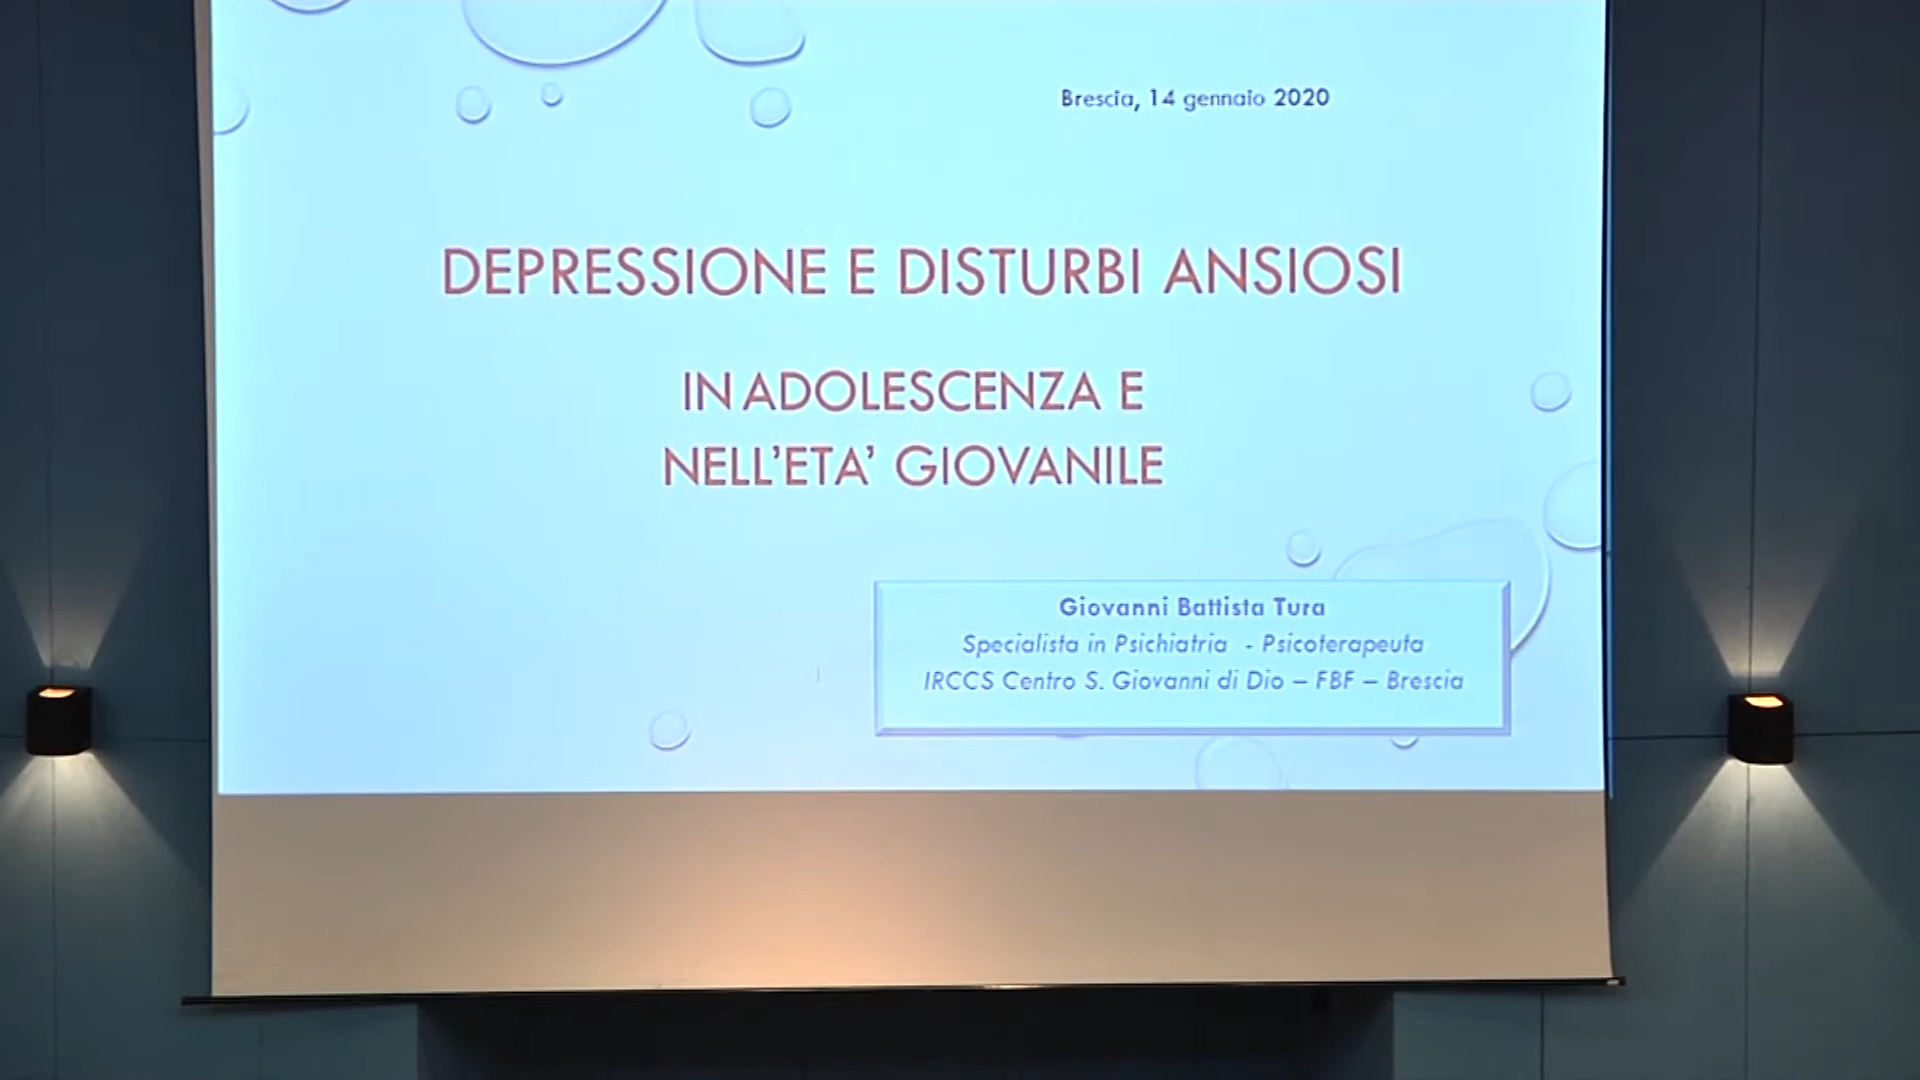 Brescia, 14 gennaio 2020
DEPRESSIONE E DISTURBI ANSIOSI
IN ADOLESCENZA E
NELL'ETA' GIOVANILE
Giovanni Battista Tura
Specialista in Psichiatria - Psicoterapeuta
IRCCS Centro S. Giovanni di Dio – FBF – Brescia